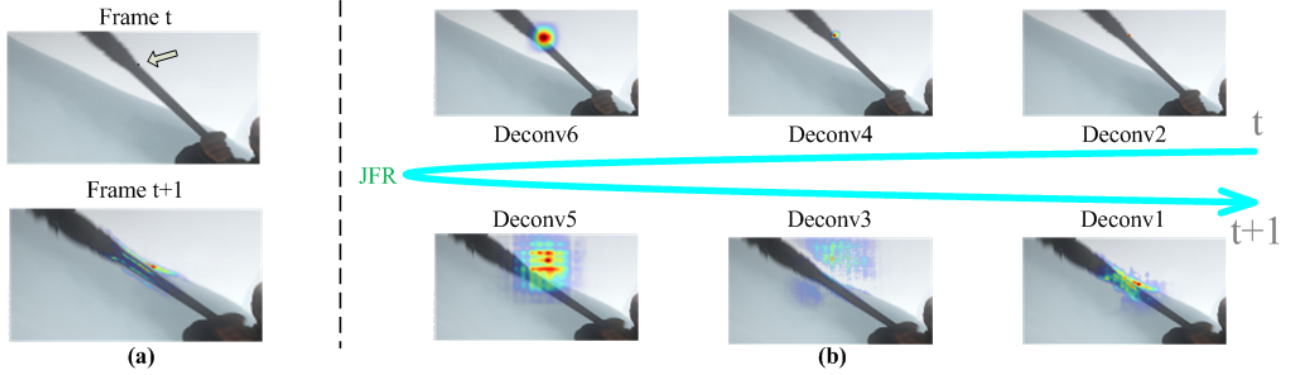 Frame t
Frame t+1
(a)
Deconv6
Deconv4
Deconv2
t
JFR
Deconv5
Deconv3
Deconv1
t+1
(b)